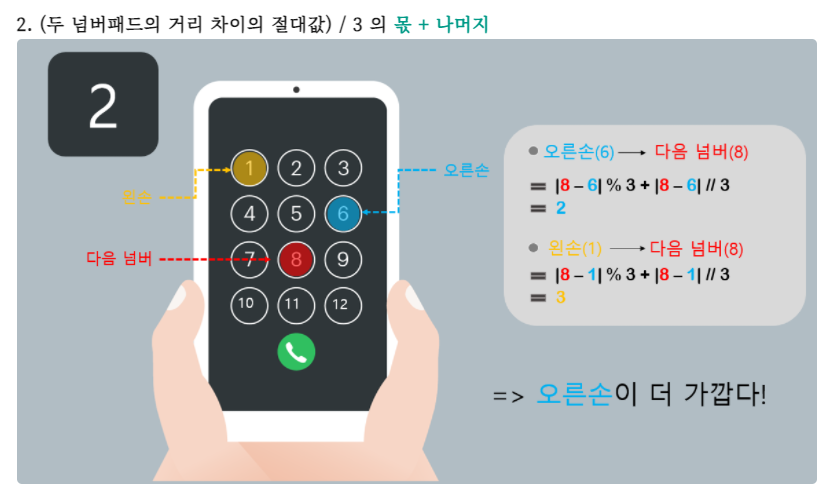 2. (두 넘버패드의 거리 차이의 절대값) / 3 의 몫 + 나머지
2
1 2 3
4 5 6
7 8 9
10 11 12
왼손
오른손
다음 넘버
● 오른손(6) → 다음 넘버(8)
= |8 – 6| % 3 + |8 – 6| // 3
= 2
● 왼손(1) → 다음 넘버(8)
= |8 – 1| % 3 + |8 – 1| // 3
= 3
=> 오른손이 더 가깝다!